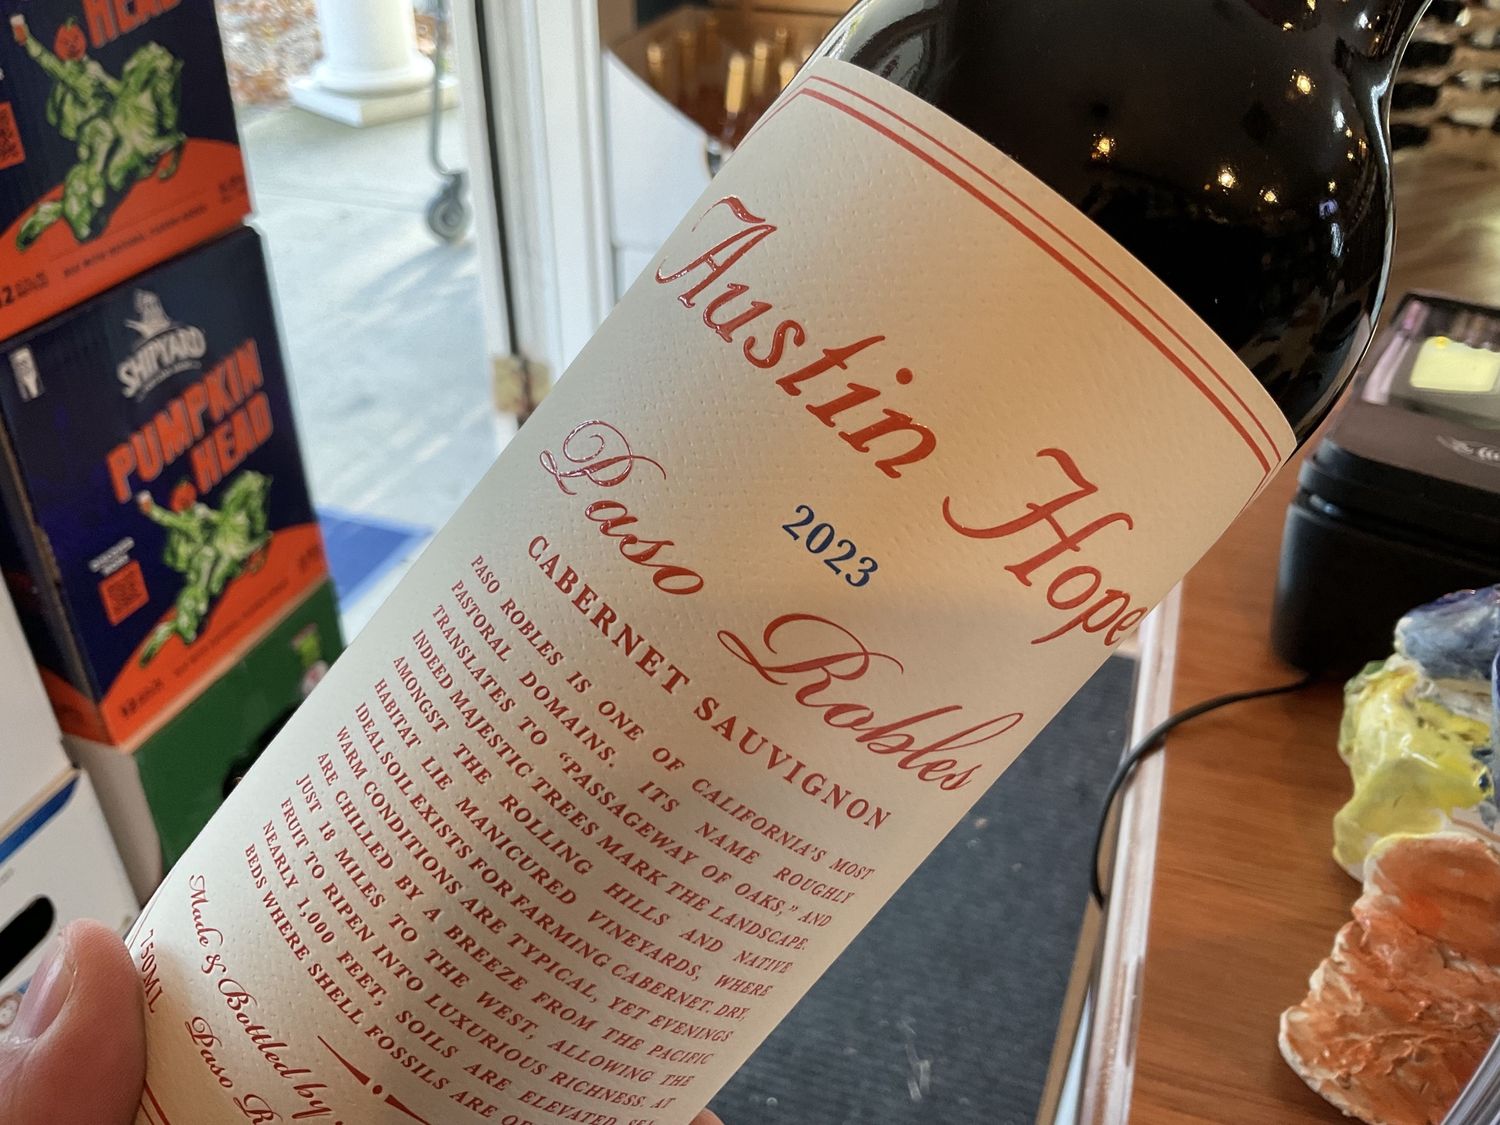 Austin Hope
2023
Paso Robles
CABERNET SAUVIGNON
PASO ROBLES IS ONE OF CALIFORNIA'S MOST
PASTORAL DOMAINS. ITS NAME ROUGHLY
TRANSLATES TO "PASSAGEWAY OF OAKS," AND
INDEED MAJESTIC TREES MARK THE LANDSCAPE.
AMONGST THE ROLLING HILLS AND NATIVE
HABITAT LIE MANICURED VINEYARDS, WHERE
IDEAL SOIL EXISTS FOR FARMING CABERNET. DRY,
WARM CONDITIONS ARE TYPICAL, YET EVENINGS
ARE CHILLED BY A BREEZE FROM THE PACIFIC
JUST 18 MILES TO THE WEST, ALLOWING THE
FRUIT TO RIPEN INTO LUXURIOUS RICHNESS. AT
NEARLY 1,000 FEET, SOILS ARE ELEVATED
BEDS WHERE SHELL FOSSILS ARE
Made & Bottled by
750ML Paso
HEAD
SHIPYARD
PUMPKIN
HEAD